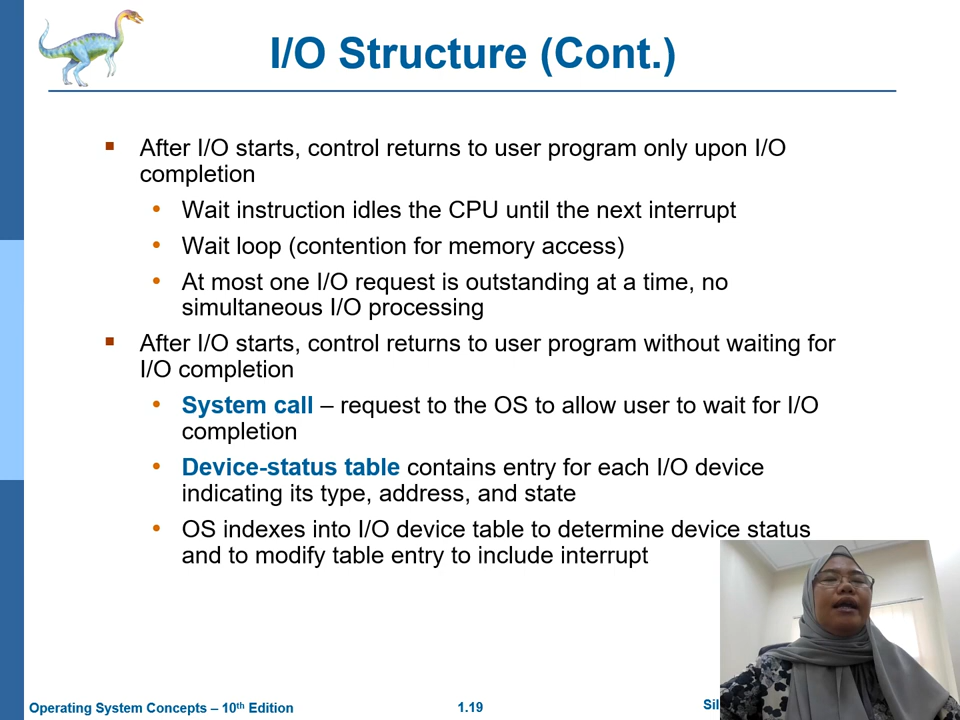 I/O Structure (Cont.)
▪ After I/O starts, control returns to user program only upon I/O
completion
• Wait instruction idles the CPU until the next interrupt
• Wait loop (contention for memory access)
• At most one I/O request is outstanding at a time, no
simultaneous I/O processing
▪ After I/O starts, control returns to user program without waiting for
I/O completion
• System call – request to the OS to allow user to wait for I/O
completion
• Device-status table contains entry for each I/O device
indicating its type, address, and state
• OS indexes into I/O device table to determine device status
and to modify table entry to include interrupt
Operating System Concepts – 10th Edition
1.19